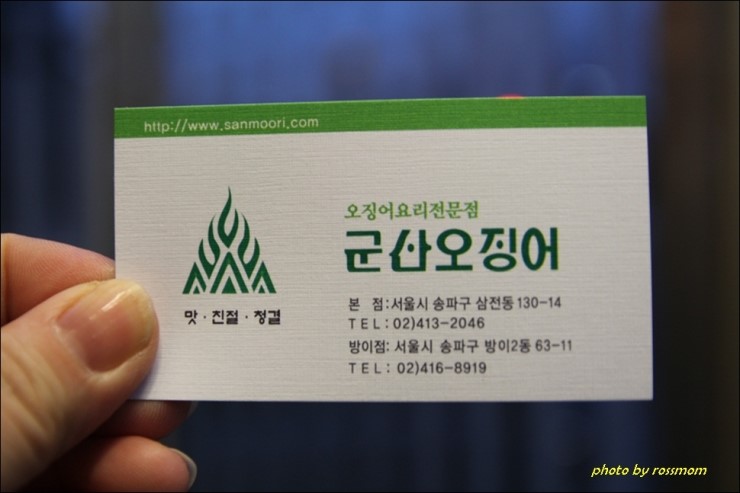 http://www.sanmoori.com
오징어요리전문점
군산오징어
맛·친절·청결
본 점:서울시 송파구 삼전동 130-14
TEL: 02)413-2046
방이점: 서울시 송파구 방이2동 63-11
TEL: 02)416-8919
photo by rossmom